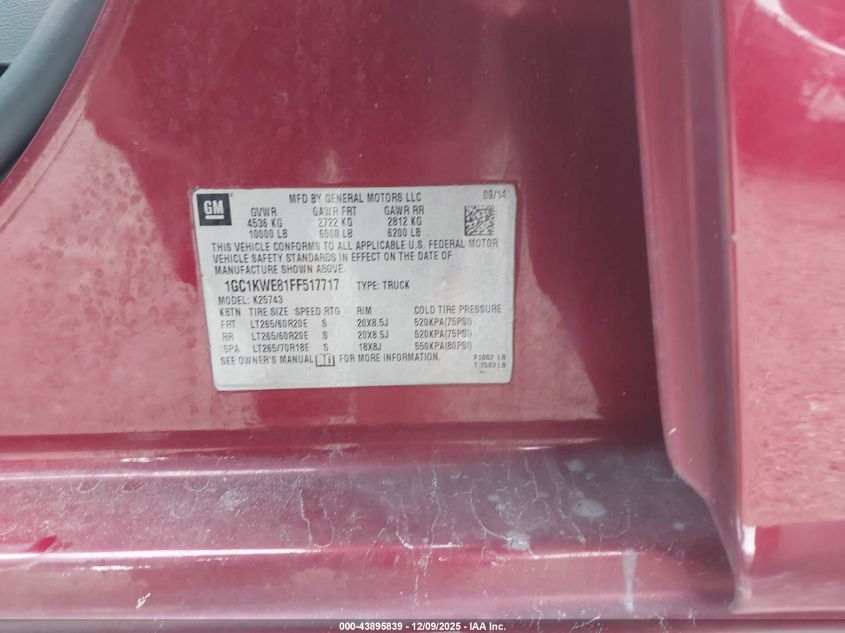 GM
MFD BY GENERAL MOTORS LLC 09/14
GVWR GAWR FRT GAWR RR
4536 KG 2722 KG 2812 KG
10000 LB 6000 LB 6200 LB
THIS VEHICLE CONFORMS TO ALL APPLICABLE U.S. FEDERAL MOTOR
VEHICLE SAFETY STANDARDS IN EFFECT ON THE DATE OF
MANUFACTURE SHOWN ABOVE.
1GC1KWE81FF517717 TYPE: TRUCK
MODEL: K25743
KBTN TIRE SIZE SPEED RTG RIM COLD TIRE PRESSURE
FRT LT265/60R20E S 20X8.5J 520KPA(75PSI)
RR LT265/60R20E S 20X8.5J 520KPA(75PSI)
SPA LT265/70R18E S 18X8J 550KPA(80PSI)
SEE OWNER'S MANUAL FOR MORE INFORMATION.
F1002 LB
T-1583LB
000-43895839 - 12/09/2025 - IAA Inc.